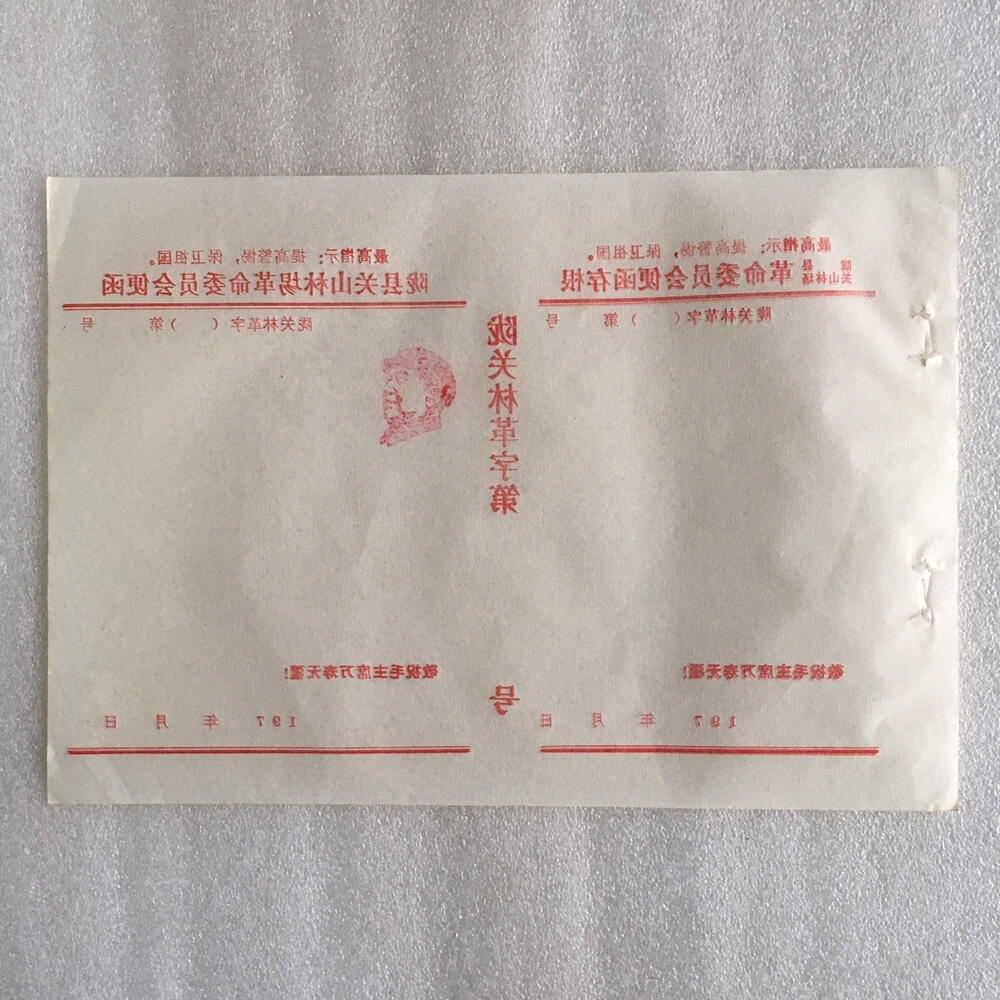 最高指示：提高警惕，保卫祖国。
陇县关山林场革命委员会便函存根
陇关林革字（　）第　号
敬祝毛主席万寿无疆！
197　年　月　日
陇关林革字第　号
最高指示：提高警惕，保卫祖国。
陇县关山林场革命委员会便函
陇关林革字（　）第　号
敬祝毛主席万寿无疆！
197　年　月　日